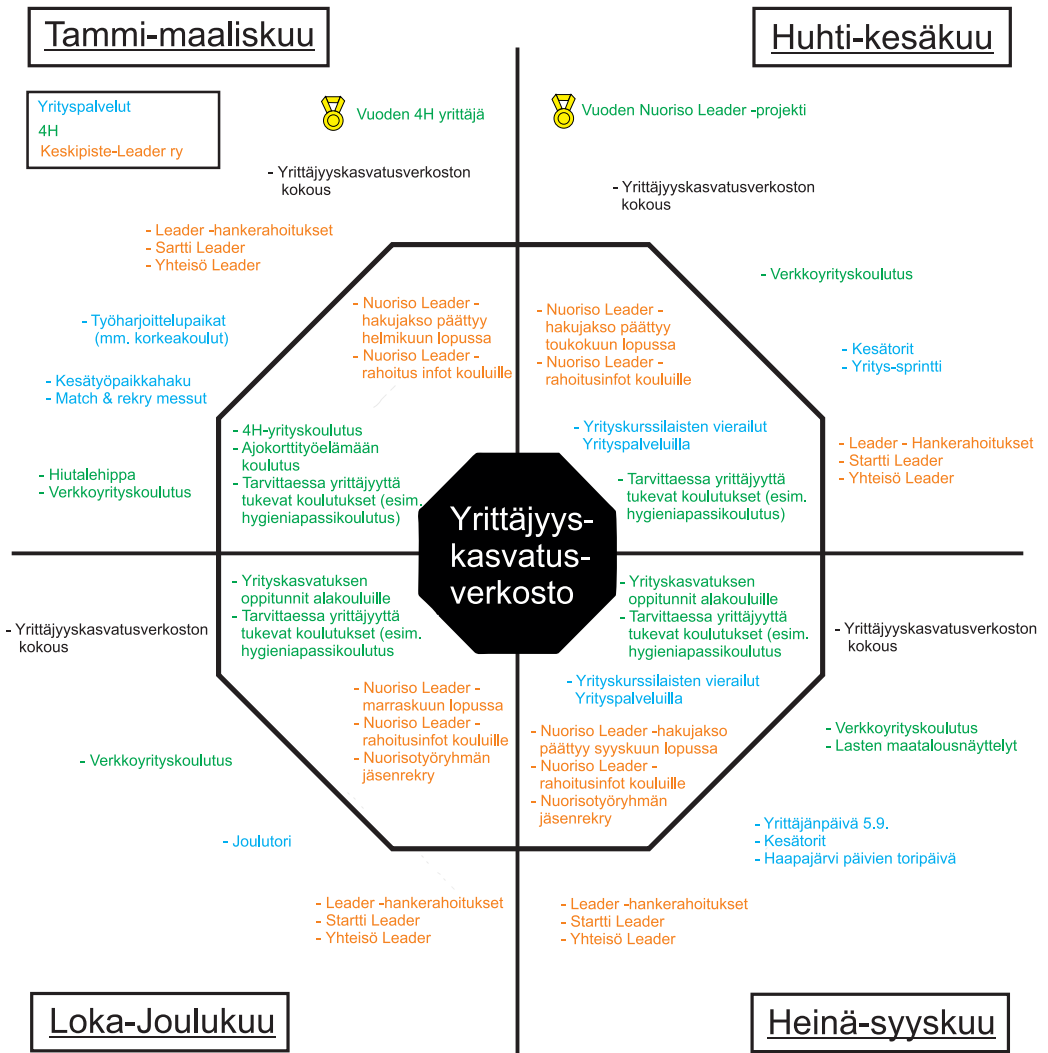 Tammi-maaliskuu
Yrityspalvelut
4H
Keskipiste-Leader ry
Vuoden 4H yrittäjä
- Yrittäjyyskasvatusverkoston
kokous
- Leader -hankerahoitukset
- Sartti Leader
- Yhteisö Leader
- Työharjoittelupaikat
(mm. korkeakoulut)
- Kesätyöpaikkahaku
- Match & rekry messut
- Hiutalehippa
- Verkkoyrityskoulutus
- Nuoriso Leader -
hakujakso päättyy
helmikuun lopussa
- Nuoriso Leader -
rahoitus infot kouluille
- 4H-yrityskoulutus
- Ajokorttityöelämään
koulutus
- Tarvittaessa yrittäjyyttä
tukevat koulutukset (esim.
hygieniapassikoulutus)
Huhti-kesäkuu
Vuoden Nuoriso Leader -projekti
- Yrittäjyyskasvatusverkoston
kokous
- Verkkoyrityskoulutus
- Kesätorit
- Yritys-sprintti
- Leader - Hankerahoitukset
- Startti Leader
- Yhteisö Leader
- Nuoriso Leader -
hakujakso päättyy
toukokuun lopussa
- Nuoriso Leader -
rahoitusinfot kouluille
- Yrityskurssilaisten vierailut
Yrityspalveluilla
- Tarvittaessa yrittäjyyttä
tukevat koulutukset (esim.
hygieniapassikoulutus)
Yrittäjyys-
kasvatus-
verkosto
- Yrityskasvatuksen
oppitunnit alakouluille
- Tarvittaessa yrittäjyyttä
tukevat koulutukset (esim.
hygieniapassikoulutus
- Yrittäjyyskasvatusverkoston
kokous
- Nuoriso Leader -
marraskuun lopussa
- Nuoriso Leader -
rahoitusinfot kouluille
- Nuorisotyöryhmän
jäsenrekry
- Verkkoyrityskoulutus
- Joulutori
- Leader -hankerahoitukset
- Startti Leader
- Yhteisö Leader
Loka-Joulukuu
- Yrityskasvatuksen
oppitunnit alakouluille
- Tarvittaessa yrittäjyyttä
tukevat koulutukset (esim.
hygieniapassikoulutus
- Yrittäjyyskasvatusverkoston
kokous
- Yrityskurssilaisten vierailut
Yrityspalveluilla
- Nuoriso Leader -hakujakso
päättyy syyskuun lopussa
- Nuoriso Leader -
rahoitusinfot kouluille
- Nuorisotyöryhmän
jäsenrekry
- Verkkoyrityskoulutus
- Lasten maatalousnäyttelyt
- Yrittäjänpäivä 5.9.
- Kesätorit
- Haapajärvi päivien toripäivä
- Leader -hankerahoitukset
- Startti Leader
- Yhteisö Leader
Heinä-syyskuu